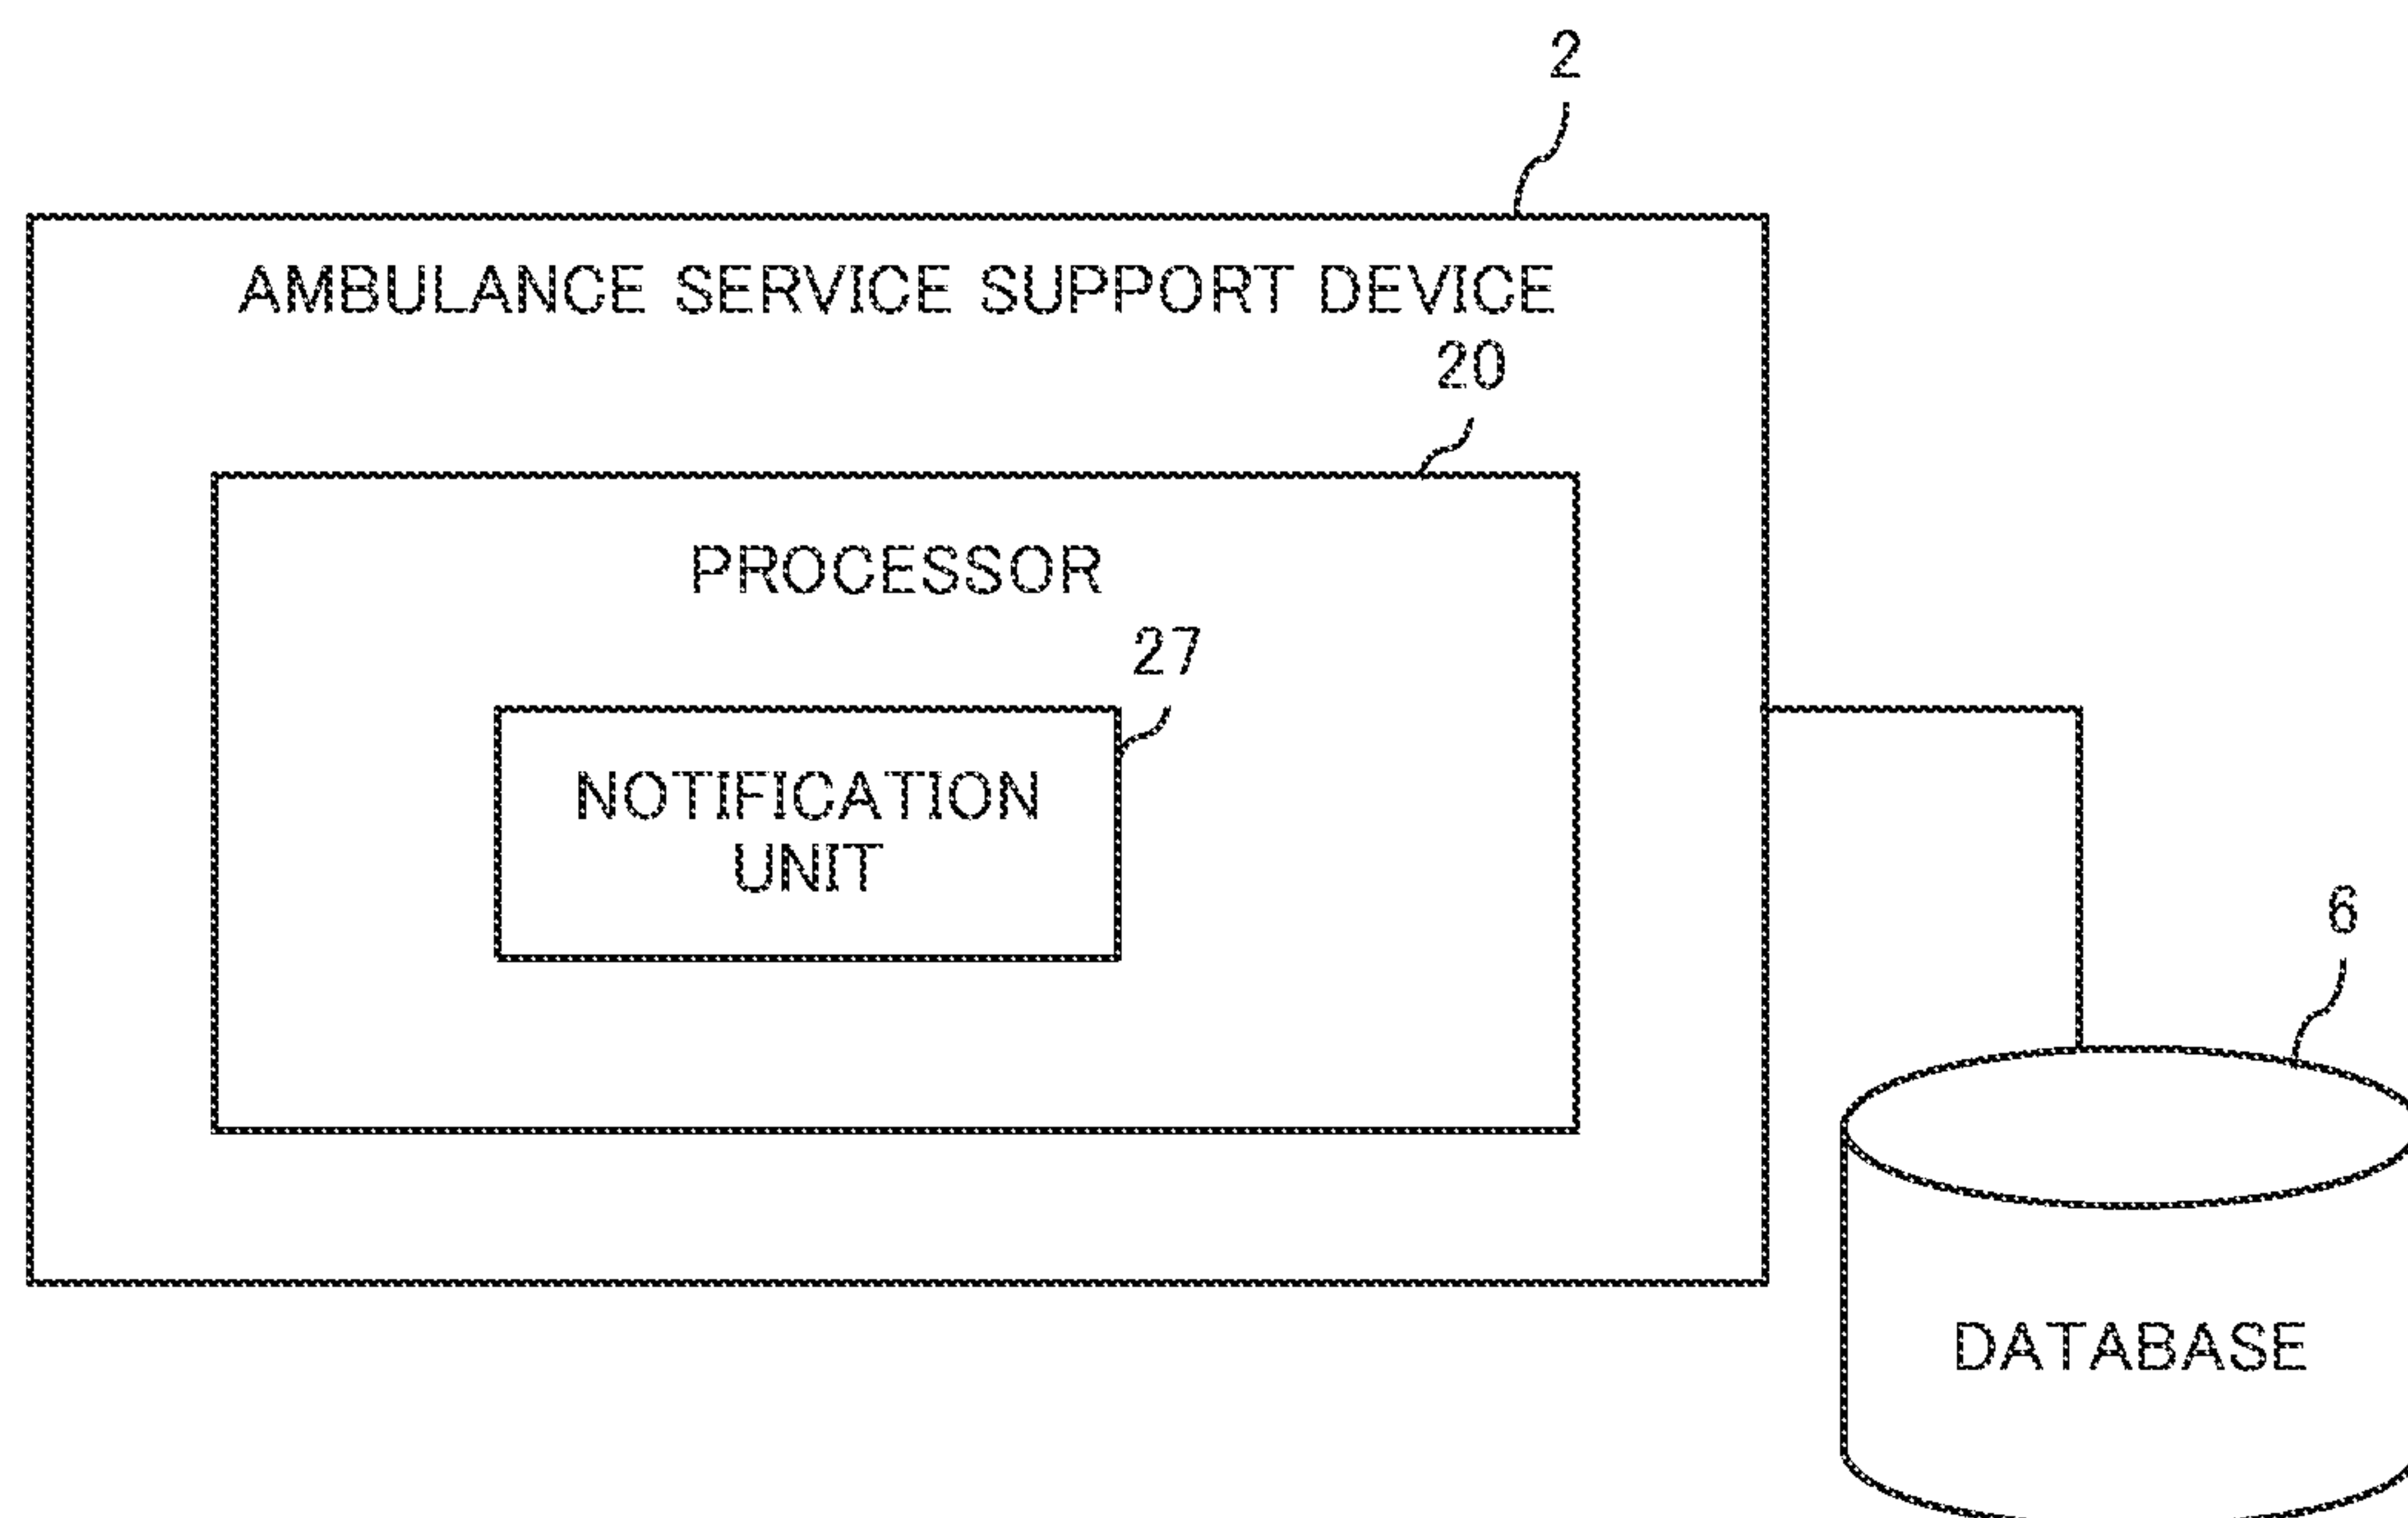 2
AMBULANCE SERVICE SUPPORT DEVICE
20
PROCESSOR
27
NOTIFICATION
UNIT
6
DATABASE